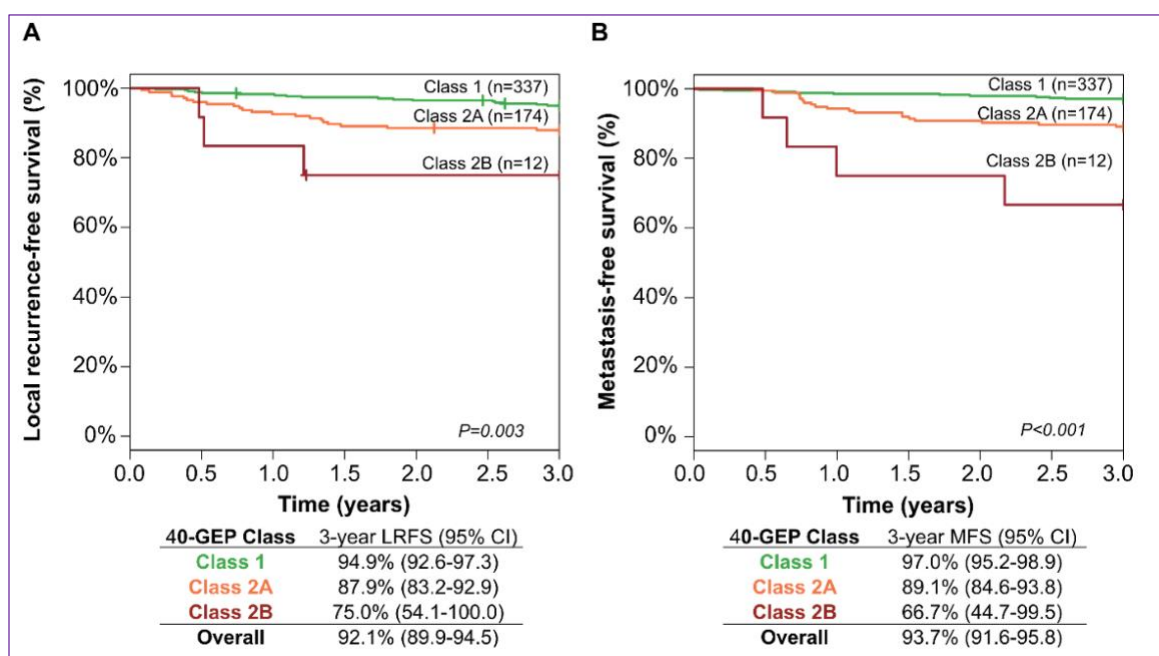 A
Local recurrence-free survival (%)
100%
80%
60%
40%
20%
0%
Class 1 (n=337)
Class 2A (n=174)
Class 2B (n=12)
P=0.003
0.0 0.5 1.0 1.5 2.0 2.5 3.0
Time (years)
40-GEP Class 3-year LRFS (95% CI)
Class 1 94.9% (92.6-97.3)
Class 2A 87.9% (83.2-92.9)
Class 2B 75.0% (54.1-100.0)
Overall 92.1% (89.9-94.5)
B
Metastasis-free survival (%)
100%
80%
60%
40%
20%
0%
Class 1 (n=337)
Class 2A (n=174)
Class 2B (n=12)
P<0.001
0.0 0.5 1.0 1.5 2.0 2.5 3.0
Time (years)
40-GEP Class 3-year MFS (95% CI)
Class 1 97.0% (95.2-98.9)
Class 2A 89.1% (84.6-93.8)
Class 2B 66.7% (44.7-99.5)
Overall 93.7% (91.6-95.8)